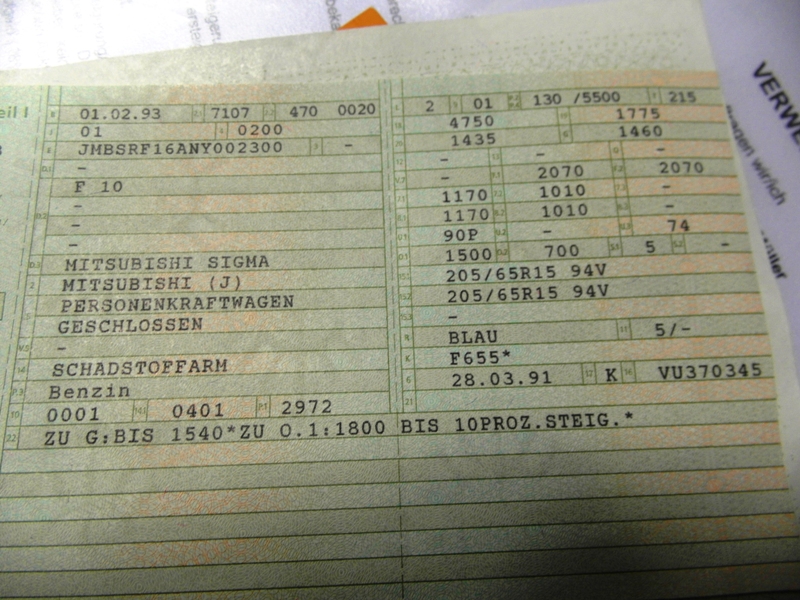 eil I
01.02.93 7107 470 0020
01 0200
JMBSRF16ANY002300 -
-
F 10
-
-
-
MITSUBISHI SIGMA
MITSUBISHI (J)
PERSONENKRAFTWAGEN
GESCHLOSSEN
-
SCHADSTOFFARM
Benzin
0001 0401 2972
ZU G:BIS 1540*ZU O.1:1800 BIS 10PROZ.STEIG.*
2 01 130 /5500 215
4750 1775
1435 1460
- - -
- 2070 2070
1170 1010 -
1170 1010 -
90P - 74
1500 700 5 -
205/65R15 94V
205/65R15 94V
-
BLAU 5/-
F655*
28.03.91 K VU370345
VERWE
wir/ich